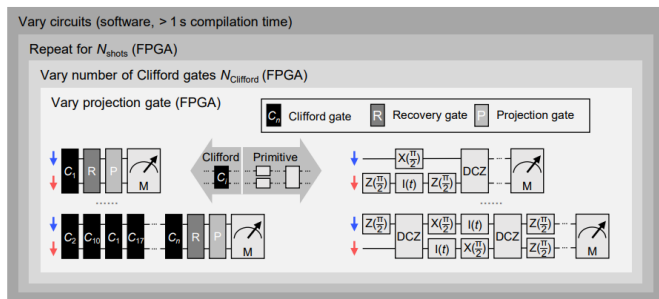 Vary circuits (software, > 1 s compilation time)
Repeat for N_shots (FPGA)
Vary number of Clifford gates N_Clifford (FPGA)
Vary projection gate (FPGA)
C_n Clifford gate R Recovery gate P Projection gate
C_1 R P M
Clifford Primitive
C_i
X(π/2) DCZ M
Z(π/2) I(t) Z(π/2)
......
......
C_2 C_10 C_1 C_17 C_n R P M
Z(π/2) DCZ X(π/2) I(t) DCZ Z(π/2) M
I(t) X(π/2) Z(π/2)